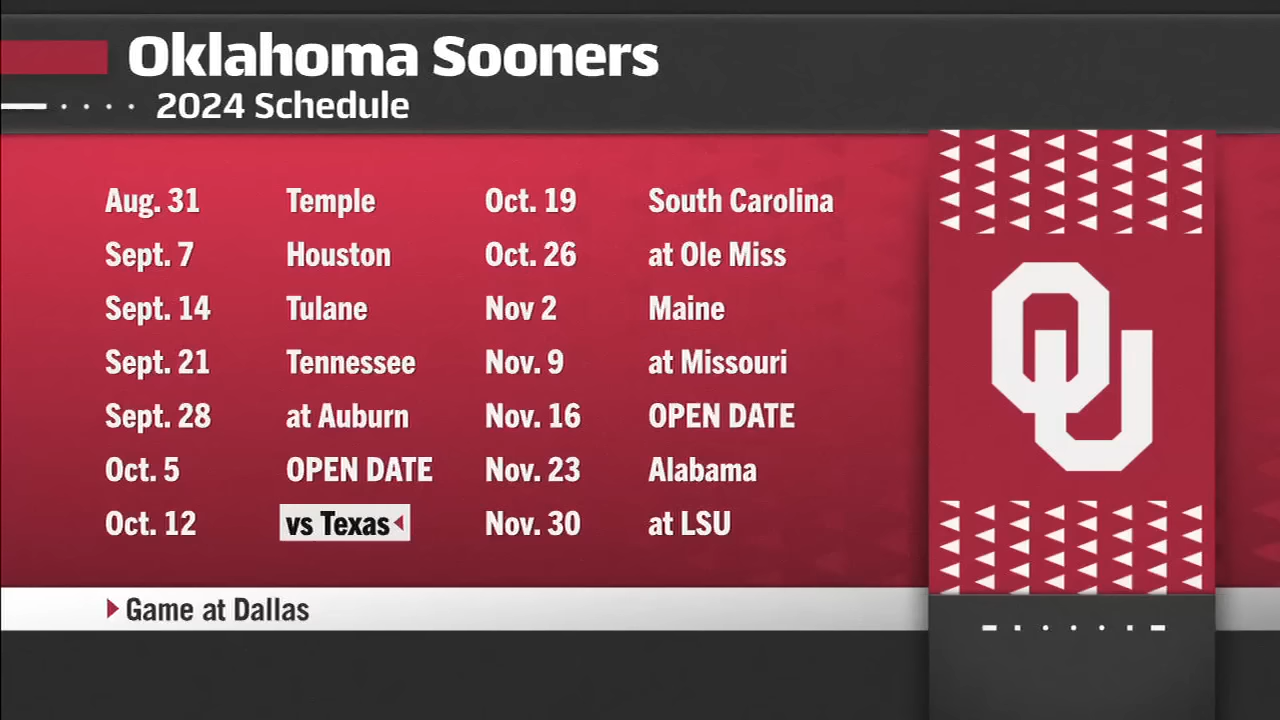 Oklahoma Sooners
2024 Schedule
Aug. 31 Temple
Sept. 7 Houston
Sept. 14 Tulane
Sept. 21 Tennessee
Sept. 28 at Auburn
Oct. 5 OPEN DATE
Oct. 12 vs Texas
Oct. 19 South Carolina
Oct. 26 at Ole Miss
Nov 2 Maine
Nov. 9 at Missouri
Nov. 16 OPEN DATE
Nov. 23 Alabama
Nov. 30 at LSU
Game at Dallas
OU